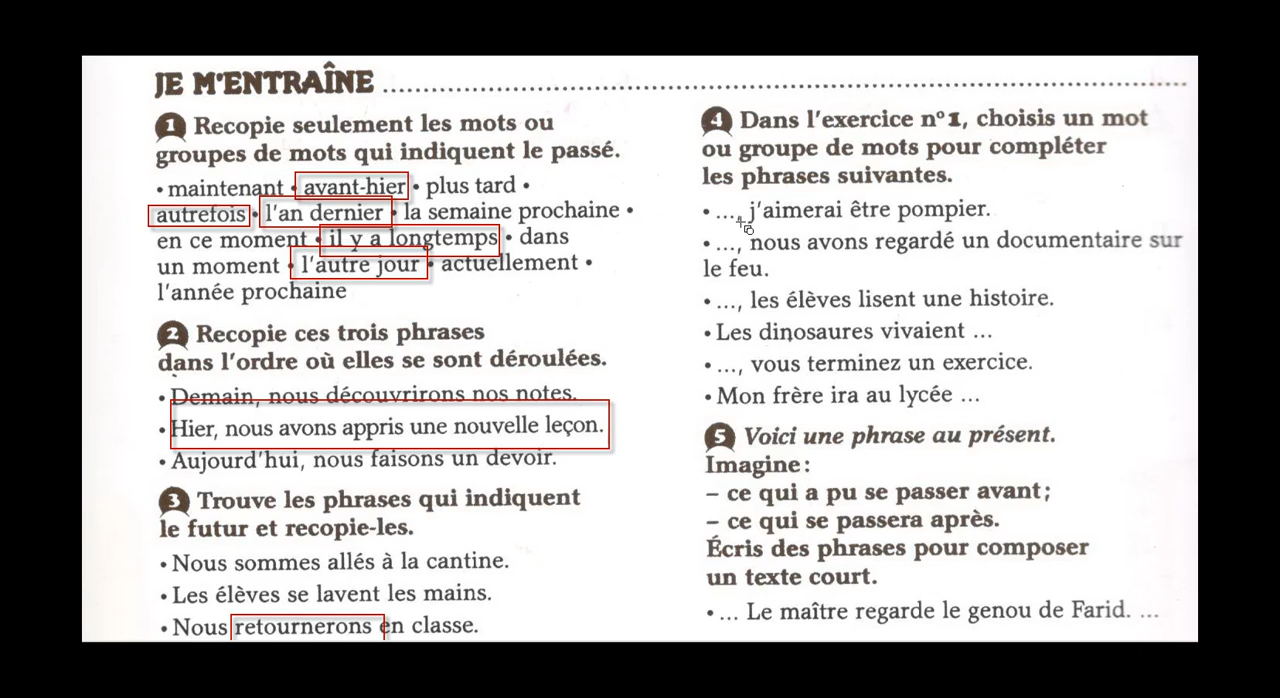 JE M'ENTRAÎNE
1 Recopie seulement les mots ou
groupes de mots qui indiquent le passé.
• maintenant • avant-hier • plus tard •
autrefois • l'an dernier • la semaine prochaine •
en ce moment • il y a longtemps • dans
un moment • l'autre jour • actuellement •
l'année prochaine
2 Recopie ces trois phrases
dans l'ordre où elles se sont déroulées.
• Demain, nous découvrirons nos notes.
• Hier, nous avons appris une nouvelle leçon.
• Aujourd'hui, nous faisons un devoir.
3 Trouve les phrases qui indiquent
le futur et recopie-les.
• Nous sommes allés à la cantine.
• Les élèves se lavent les mains.
• Nous retournerons en classe.
4 Dans l'exercice n° 1, choisis un mot
ou groupe de mots pour compléter
les phrases suivantes.
• ..., j'aimerai être pompier.
• ..., nous avons regardé un documentaire sur
le feu.
• ..., les élèves lisent une histoire.
• Les dinosaures vivaient ...
• ..., vous terminez un exercice.
• Mon frère ira au lycée ...
5 Voici une phrase au présent.
Imagine :
– ce qui a pu se passer avant ;
– ce qui se passera après.
Écris des phrases pour composer
un texte court.
• ... Le maître regarde le genou de Farid. ...